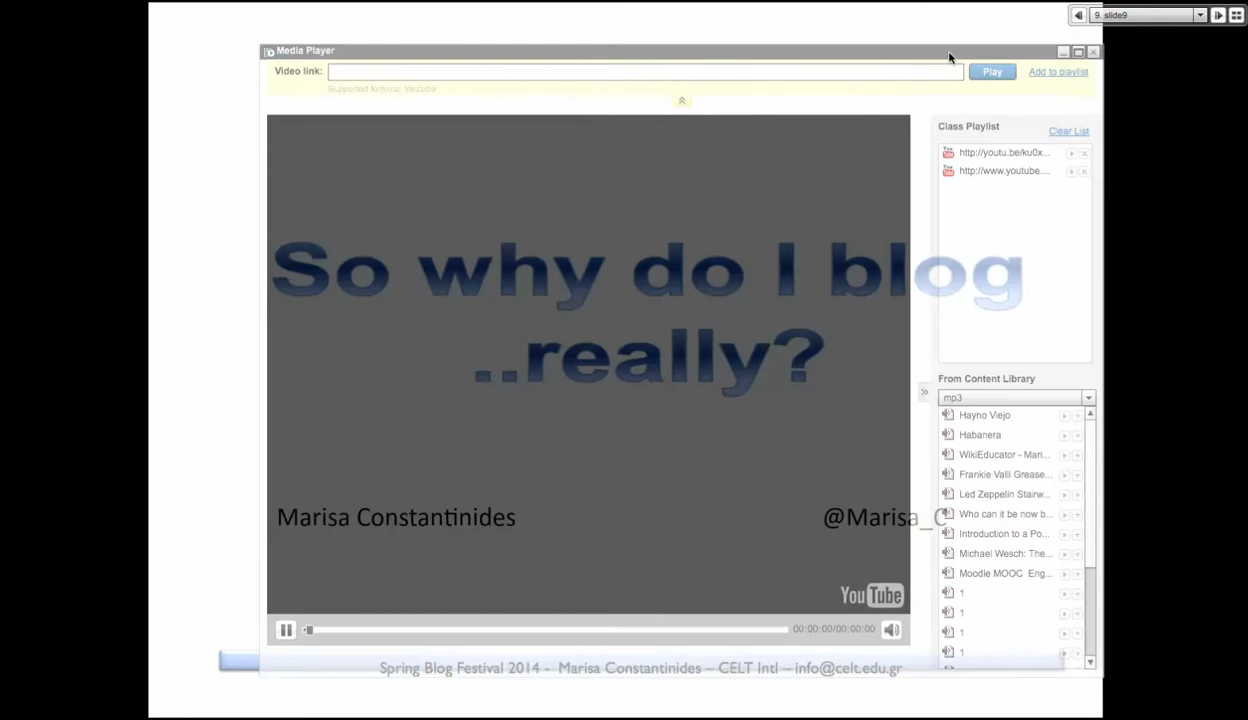 9. slide9
Media Player
Video link:
Play
Add to playlist
Supported formats: Youtube
Class Playlist
Clear List
http://youtu.be/ku0x...
http://www.youtube....
So why do I blog
..really?
From Content Library
mp3
Hayno Viejo
Habanera
WikiEducator - Mari...
Frankie Valli Grease...
Led Zeppelin Stairw...
Marisa Constantinides
@Marisa_C
Who can it be now b...
Introduction to a Po...
Michael Wesch: The...
Moodle MOOC Eng...
1
1
1
1
YouTube
00:00:00/00:00:00
Spring Blog Festival 2014 - Marisa Constantinides – CELT Intl – info@celt.edu.gr